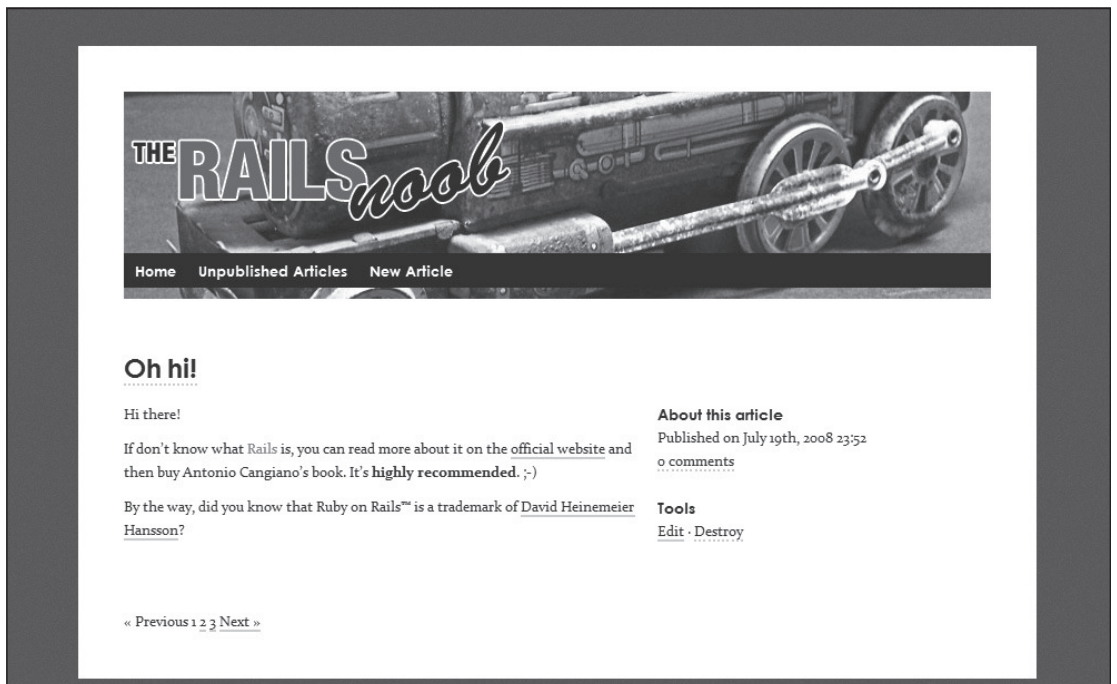 THE RAILS noob
Home Unpublished Articles New Article
Oh hi!
Hi there!
If don't know what Rails is, you can read more about it on the official website and
then buy Antonio Cangiano's book. It's highly recommended. ;-)
By the way, did you know that Ruby on Rails™ is a trademark of David Heinemeier
Hansson?
About this article
Published on July 19th, 2008 23:52
0 comments
Tools
Edit · Destroy
« Previous 1 2 3 Next »